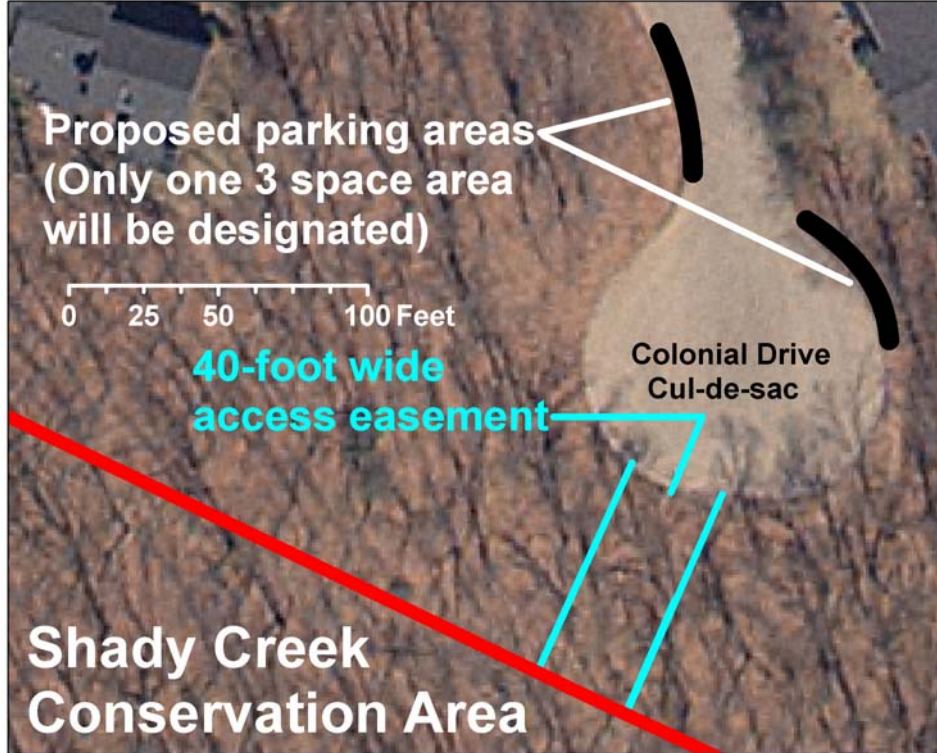 Proposed parking areas
(Only one 3 space area
will be designated)
0 25 50 100 Feet
40-foot wide
access easement
Colonial Drive
Cul-de-sac
Shady Creek
Conservation Area